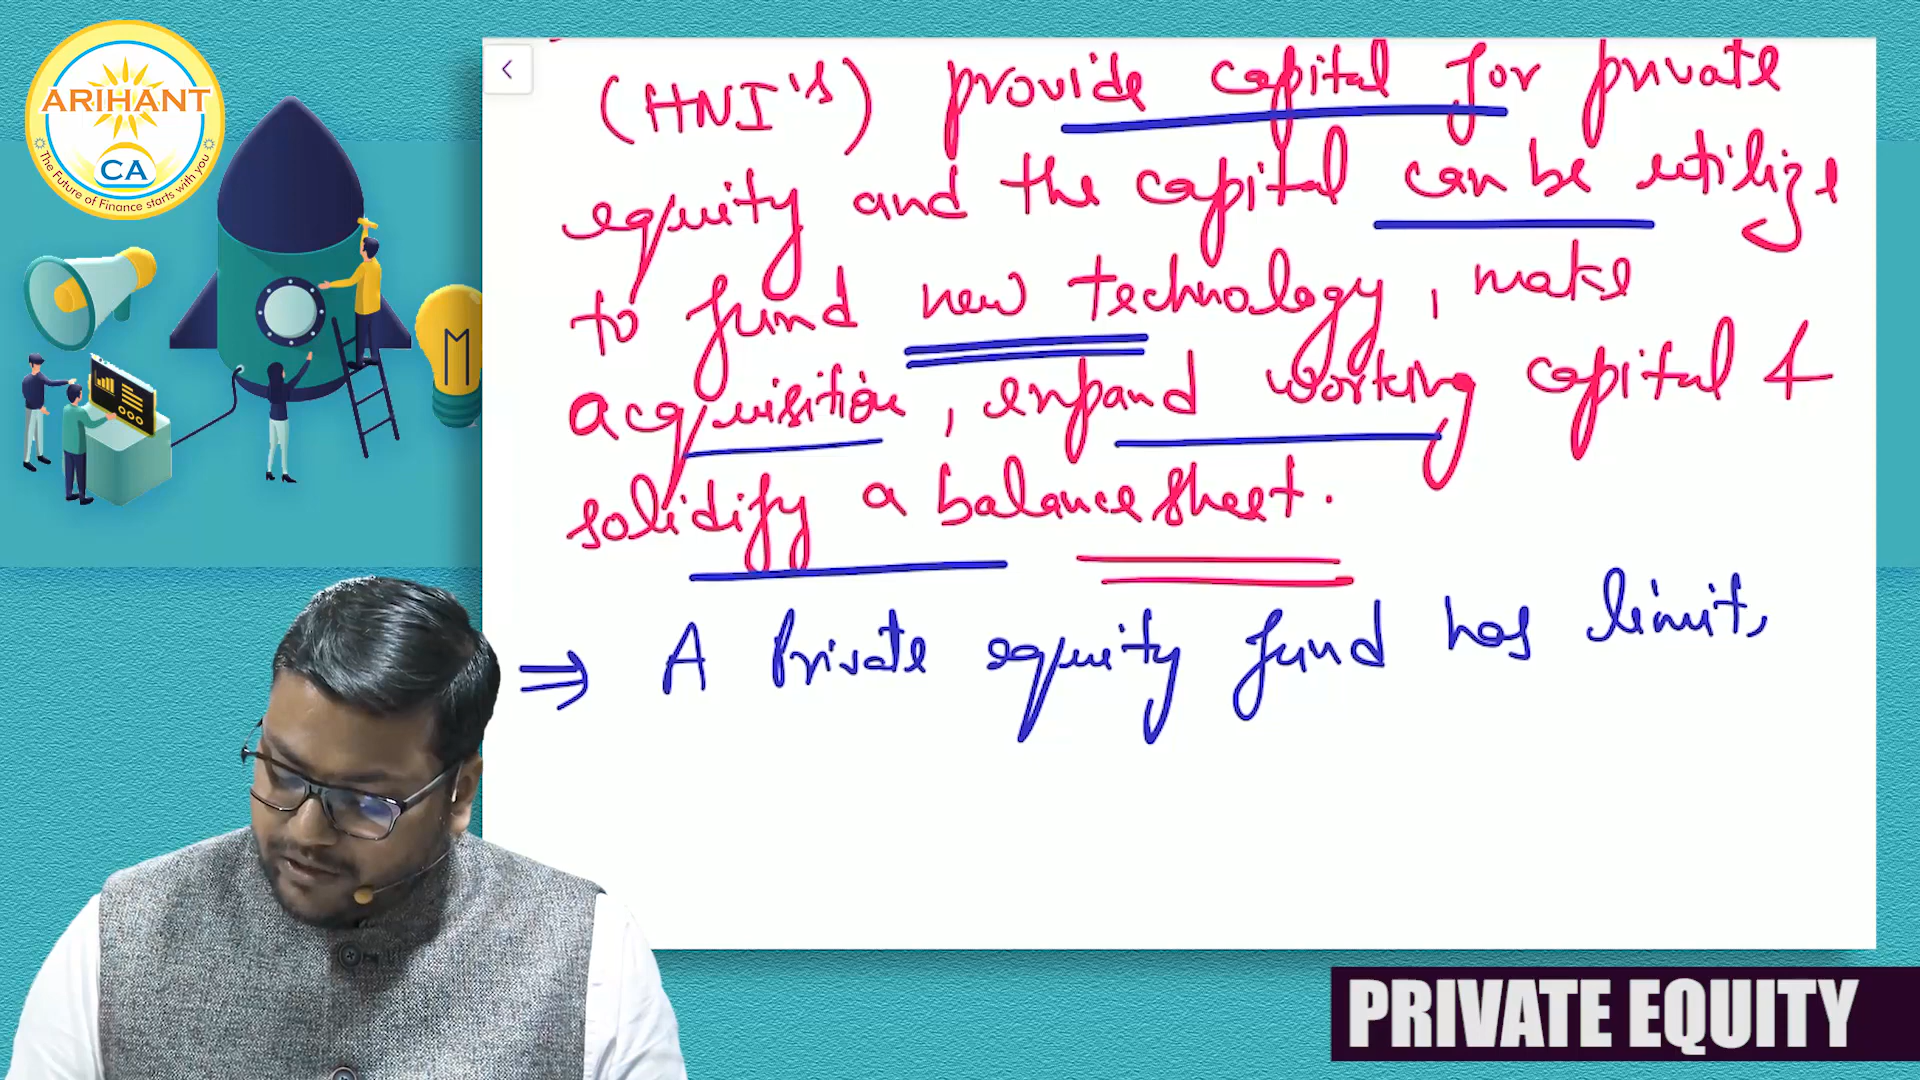 ARIHANT
CA
The Future of Finance starts with you
(HNI's) provide capital for private
equity and the capital can be utilize
to fund new technology, make
acquisition, expand working capital &
solidify a balance sheet.
⇒ A Private equity fund has limit,
PRIVATE EQUITY